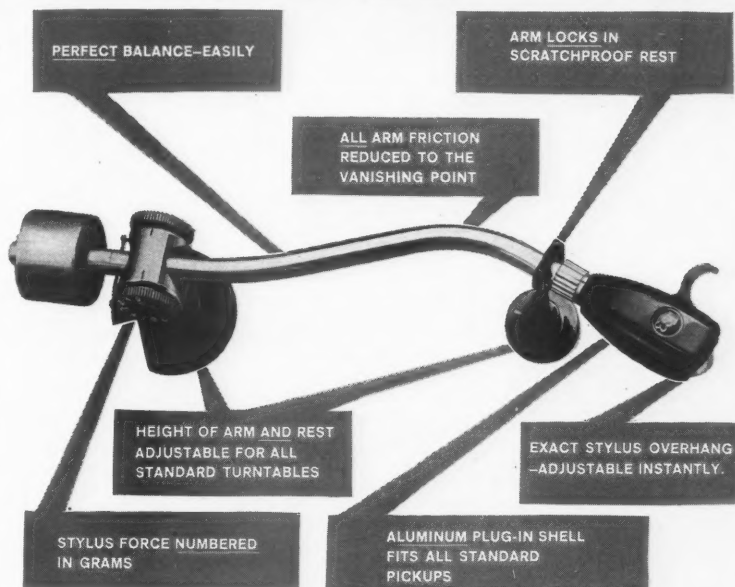 PERFECT BALANCE–EASILY
ARM LOCKS IN
SCRATCHPROOF REST
ALL ARM FRICTION
REDUCED TO THE
VANISHING POINT
HEIGHT OF ARM AND REST
ADJUSTABLE FOR ALL
STANDARD TURNTABLES
EXACT STYLUS OVERHANG
–ADJUSTABLE INSTANTLY.
STYLUS FORCE NUMBERED
IN GRAMS
ALUMINUM PLUG-IN SHELL
FITS ALL STANDARD
PICKUPS